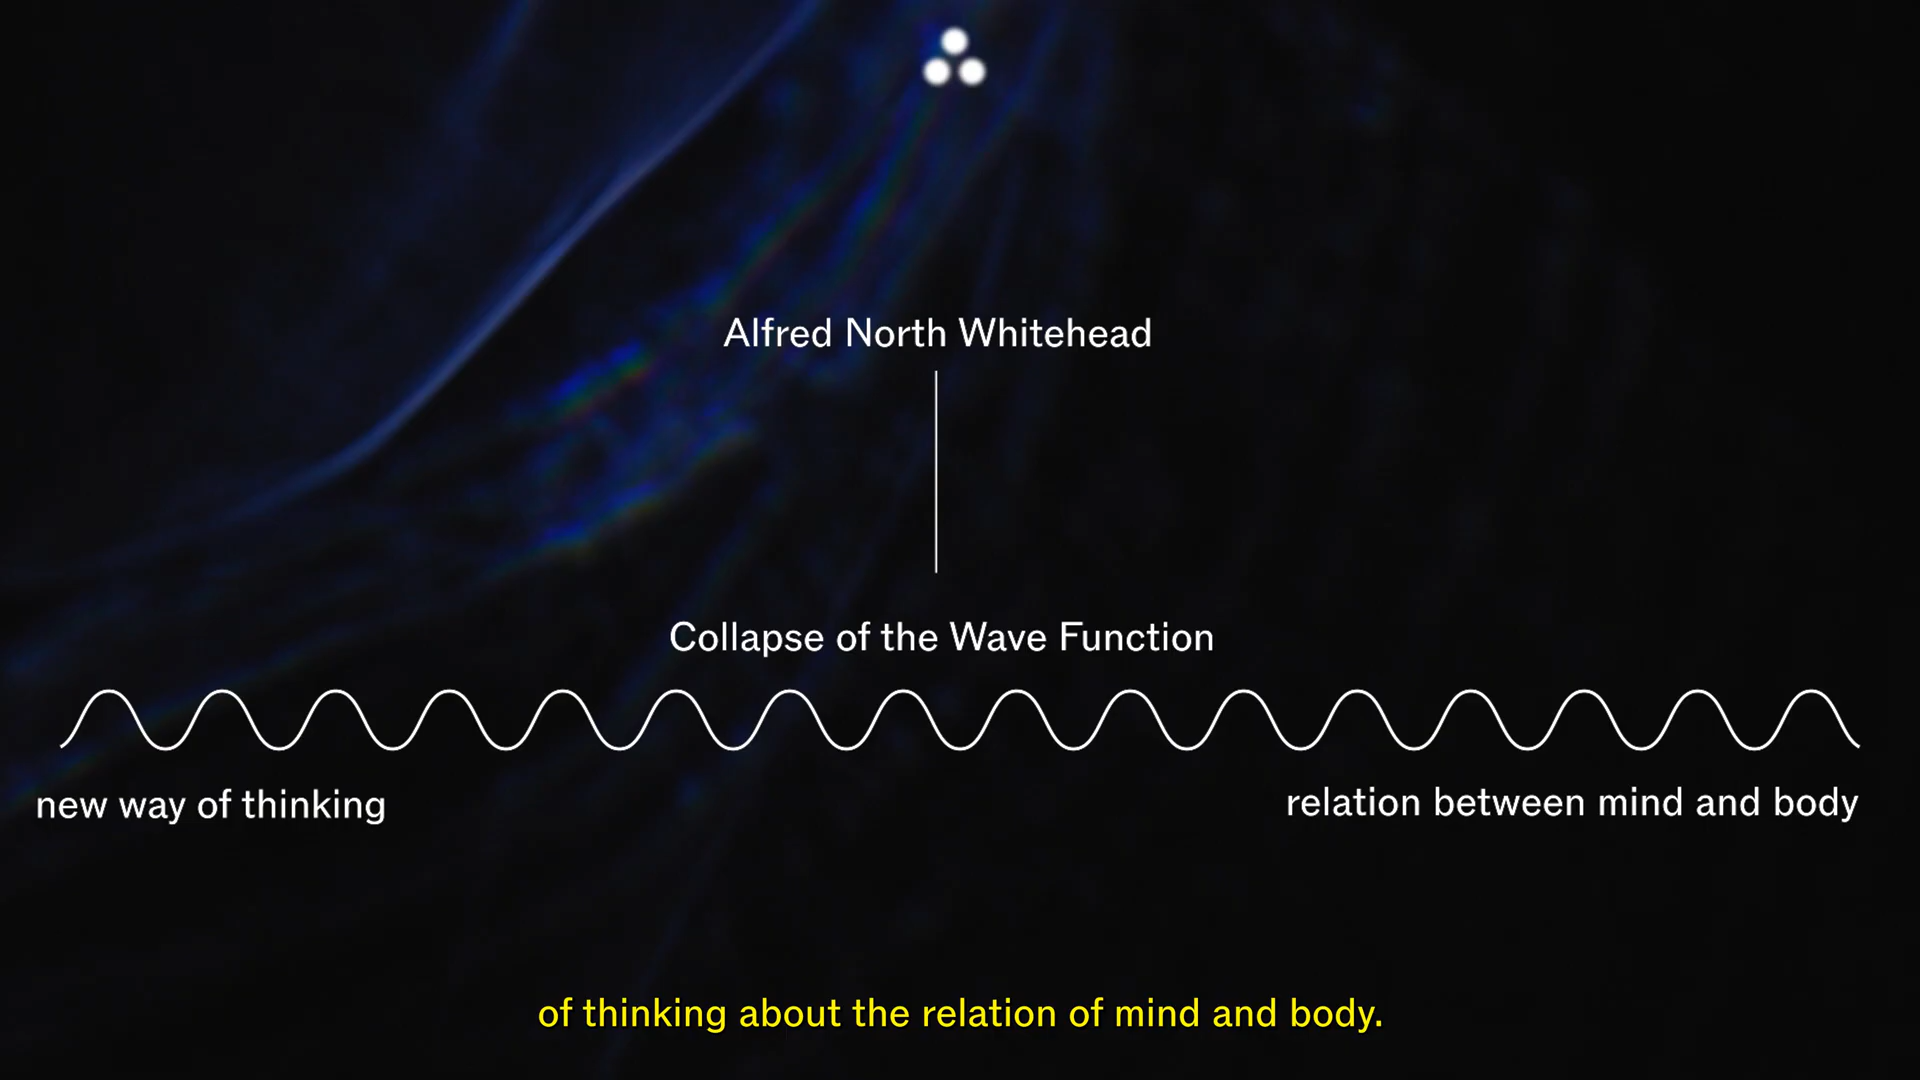 Alfred North Whitehead
Collapse of the Wave Function
new way of thinking
relation between mind and body
of thinking about the relation of mind and body.